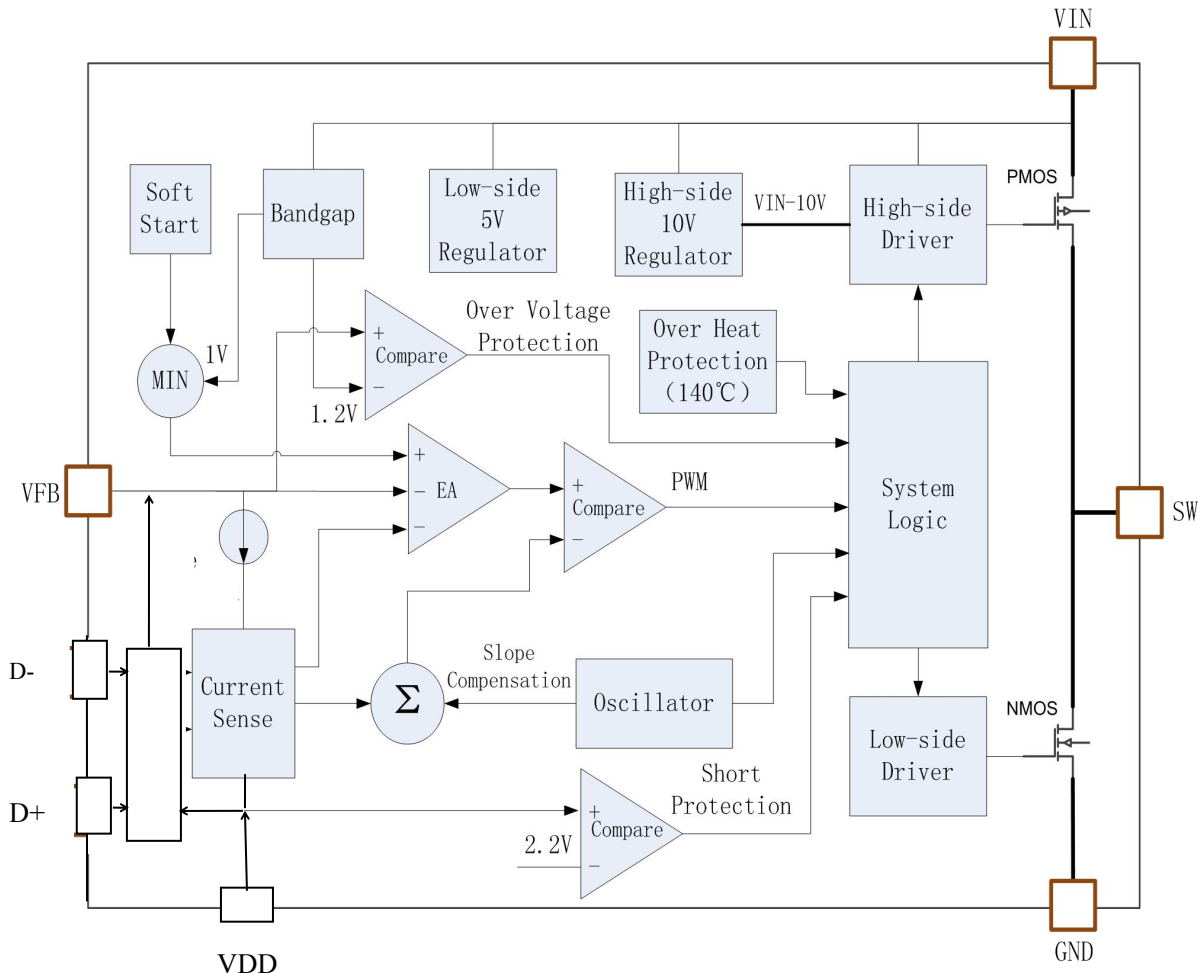 VIN
PMOS
Soft
Start
Bandgap
Low-side
5V
Regulator
High-side
10V
Regulator
VIN-10V
High-side
Driver
Over Voltage
Protection
+
Compare
−
1.2V
Over Heat
Protection
(140℃)
MIN
1V
VFB
+
−
EA
−
+
Compare
−
PWM
System
Logic
SW
D-
Current
Sense
Σ
Slope
Compensation
Oscillator
NMOS
Low-side
Driver
D+
Short
Protection
+
Compare
−
2.2V
GND
VDD